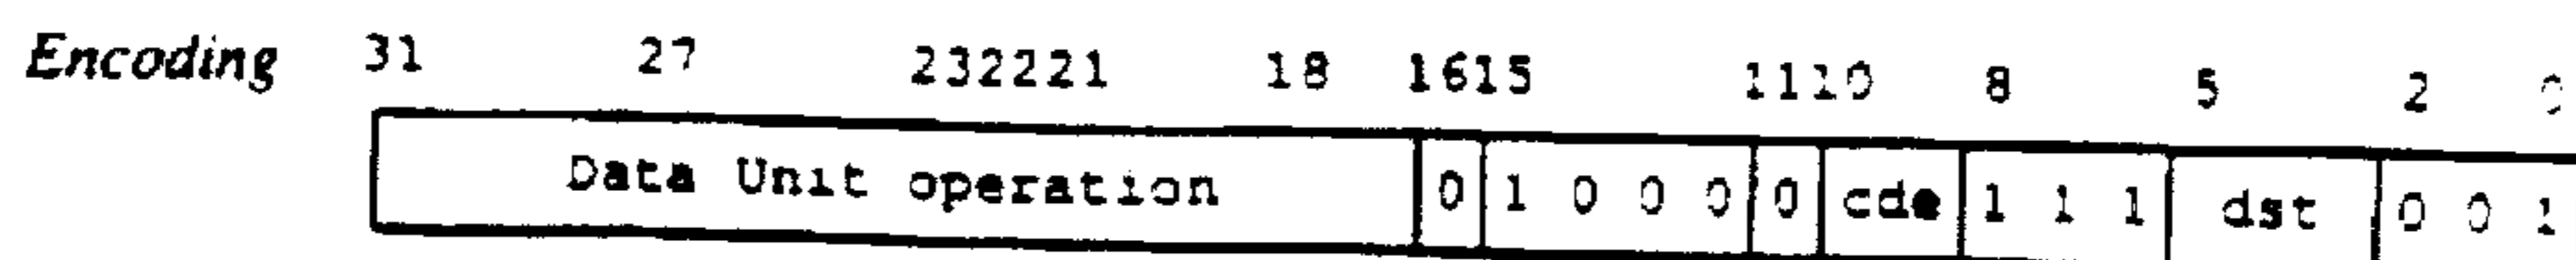 Encoding 31 27 232221 18 1615 1110 8 5 2 0
Data Unit operation 0 1 0 0 0 0 cde 1 1 1 dst 0 0 1